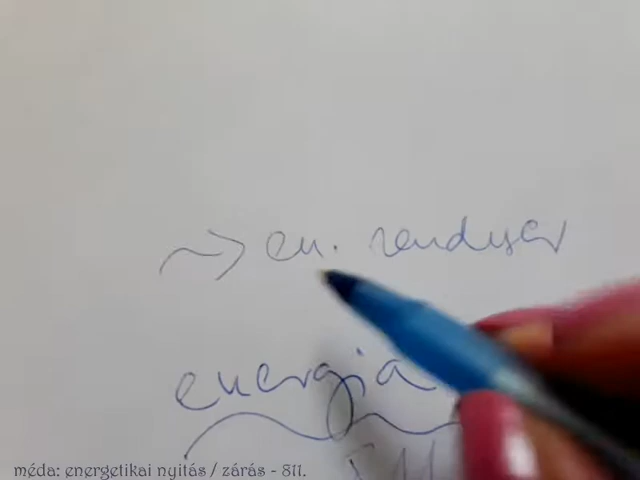 → en. rendszer
energia
méda: energetikai nyitás / zárás - 811.